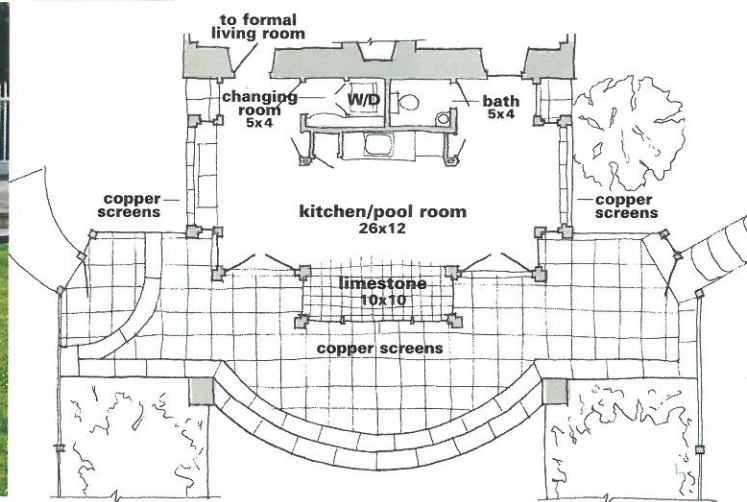 to formal
living room
changing
room
5x4
W/D
bath
5x4
copper
screens
copper
screens
kitchen/pool room
26x12
limestone
10x10
copper screens